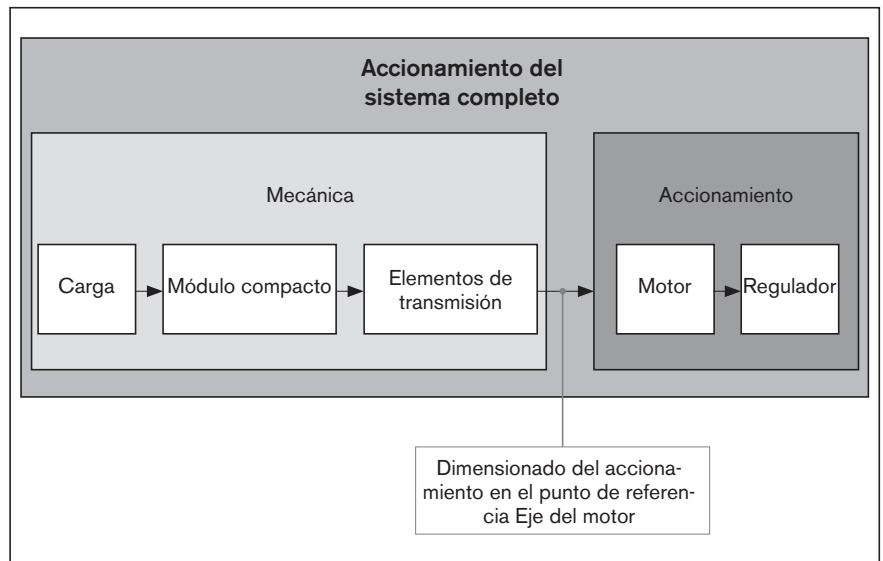 Accionamiento del
sistema completo
Mecánica
Accionamiento
Carga
Módulo compacto
Elementos de
transmisión
Motor
Regulador
Dimensionado del acciona-
miento en el punto de referen-
cia Eje del motor